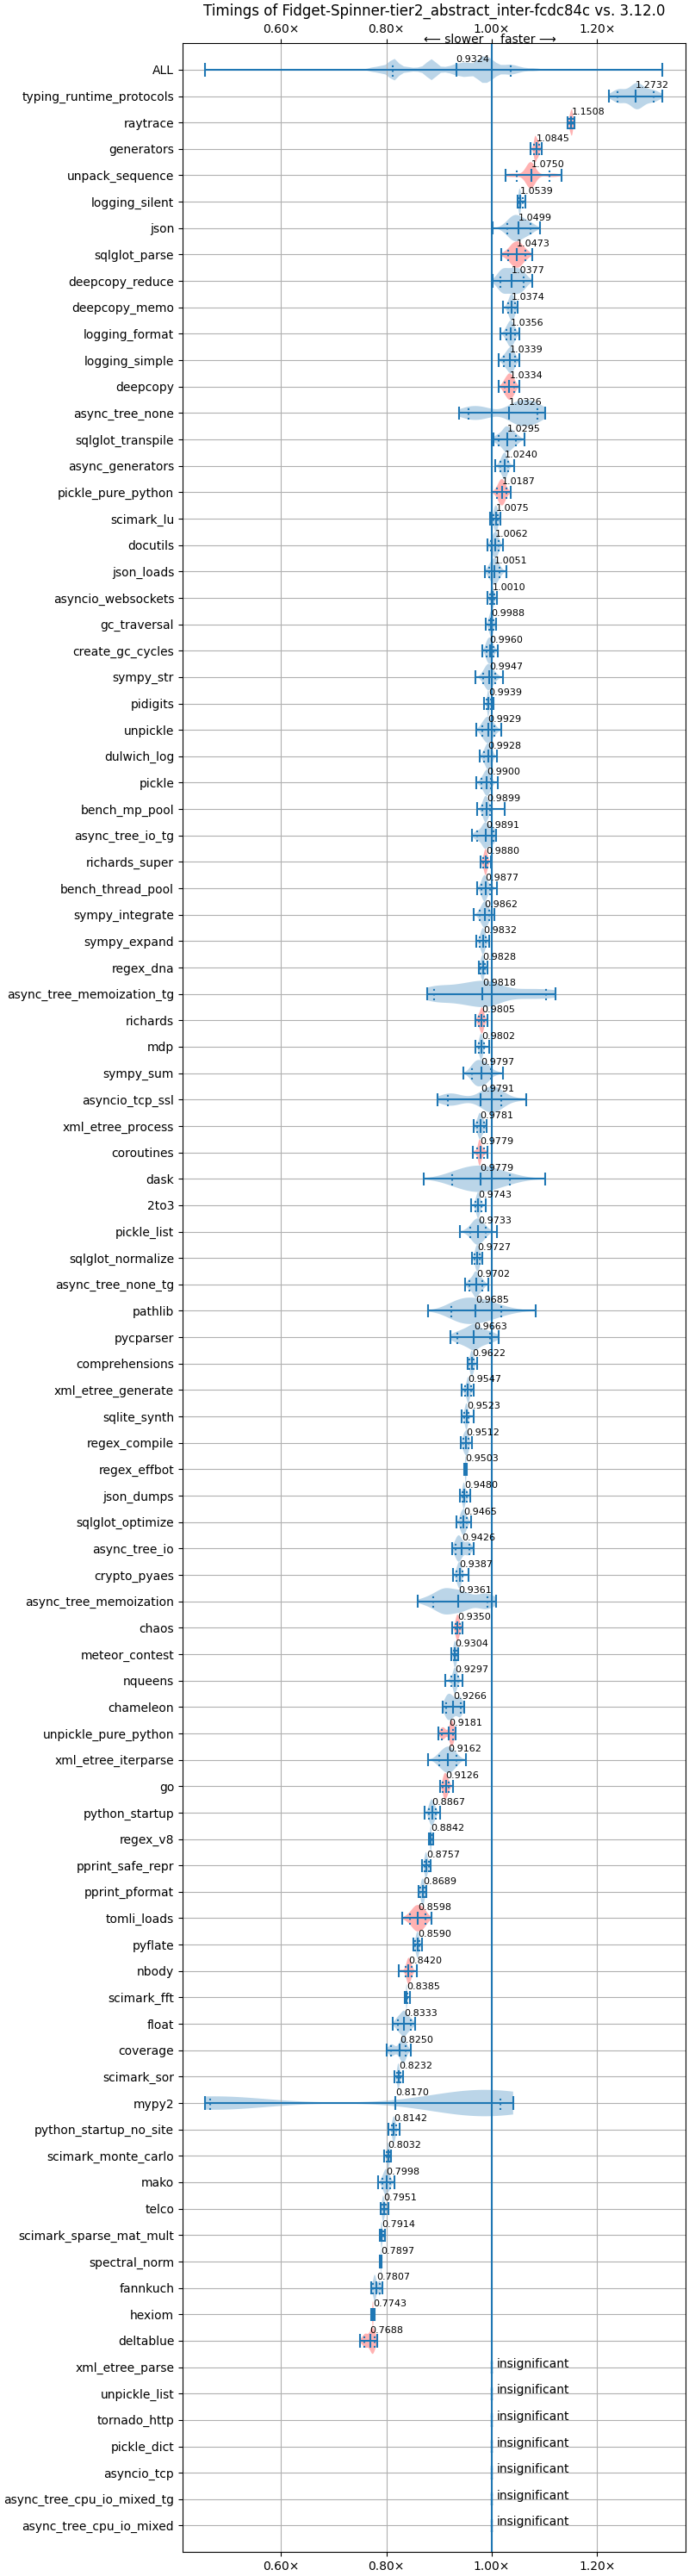 Timings of Fidget-Spinner-tier2_abstract_inter-fcdc84c vs. 3.12.0
0.60× 0.80× 1.00× 1.20×
⟵ slower faster ⟶
ALL 0.9324
typing_runtime_protocols 1.2732
raytrace 1.1508
generators 1.0845
unpack_sequence 1.0750
logging_silent 1.0539
json 1.0499
sqlglot_parse 1.0473
deepcopy_reduce 1.0377
deepcopy_memo 1.0374
logging_format 1.0356
logging_simple 1.0339
deepcopy 1.0334
async_tree_none 1.0326
sqlglot_transpile 1.0295
async_generators 1.0240
pickle_pure_python 1.0187
scimark_lu 1.0075
docutils 1.0062
json_loads 1.0051
asyncio_websockets 1.0010
gc_traversal 0.9988
create_gc_cycles 0.9960
sympy_str 0.9947
pidigits 0.9939
unpickle 0.9929
dulwich_log 0.9928
pickle 0.9900
bench_mp_pool 0.9899
async_tree_io_tg 0.9891
richards_super 0.9880
bench_thread_pool 0.9877
sympy_integrate 0.9862
sympy_expand 0.9832
regex_dna 0.9828
async_tree_memoization_tg 0.9818
richards 0.9805
mdp 0.9802
sympy_sum 0.9797
asyncio_tcp_ssl 0.9791
xml_etree_process 0.9781
coroutines 0.9779
dask 0.9779
2to3 0.9743
pickle_list 0.9733
sqlglot_normalize 0.9727
async_tree_none_tg 0.9702
pathlib 0.9685
pycparser 0.9663
comprehensions 0.9622
xml_etree_generate 0.9547
sqlite_synth 0.9523
regex_compile 0.9512
regex_effbot 0.9503
json_dumps 0.9480
sqlglot_optimize 0.9465
async_tree_io 0.9426
crypto_pyaes 0.9387
async_tree_memoization 0.9361
chaos 0.9350
meteor_contest 0.9304
nqueens 0.9297
chameleon 0.9266
unpickle_pure_python 0.9181
xml_etree_iterparse 0.9162
go 0.9126
python_startup 0.8867
regex_v8 0.8842
pprint_safe_repr 0.8757
pprint_pformat 0.8689
tomli_loads 0.8598
pyflate 0.8590
nbody 0.8420
scimark_fft 0.8385
float 0.8333
coverage 0.8250
scimark_sor 0.8232
mypy2 0.8170
python_startup_no_site 0.8142
scimark_monte_carlo 0.8032
mako 0.7998
telco 0.7951
scimark_sparse_mat_mult 0.7914
spectral_norm 0.7897
fannkuch 0.7807
hexiom 0.7743
deltablue 0.7688
xml_etree_parse insignificant
unpickle_list insignificant
tornado_http insignificant
pickle_dict insignificant
asyncio_tcp insignificant
async_tree_cpu_io_mixed_tg insignificant
async_tree_cpu_io_mixed insignificant
0.60× 0.80× 1.00× 1.20×